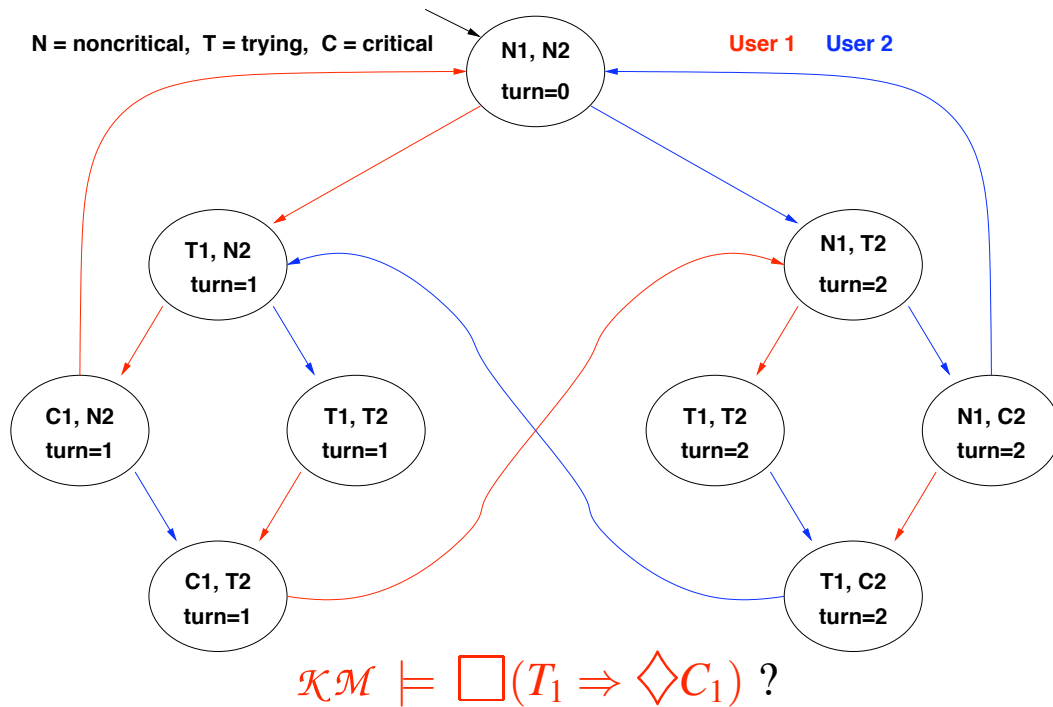 N = noncritical, T = trying, C = critical
User 1 User 2
N1, N2
turn=0
T1, N2
turn=1
N1, T2
turn=2
C1, N2
turn=1
T1, T2
turn=1
T1, T2
turn=2
N1, C2
turn=2
C1, T2
turn=1
T1, C2
turn=2
𝒦ℳ ⊨ □(T₁ ⇒ ◇C₁) ?